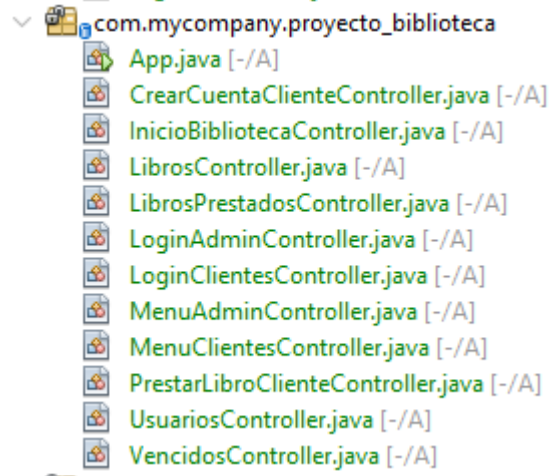 com.mycompany.proyecto_biblioteca
App.java [-/A]
CrearCuentaClienteController.java [-/A]
InicioBibliotecaController.java [-/A]
LibrosController.java [-/A]
LibrosPrestadosController.java [-/A]
LoginAdminController.java [-/A]
LoginClientesController.java [-/A]
MenuAdminController.java [-/A]
MenuClientesController.java [-/A]
PrestarLibroClienteController.java [-/A]
UsuariosController.java [-/A]
VencidosController.java [-/A]